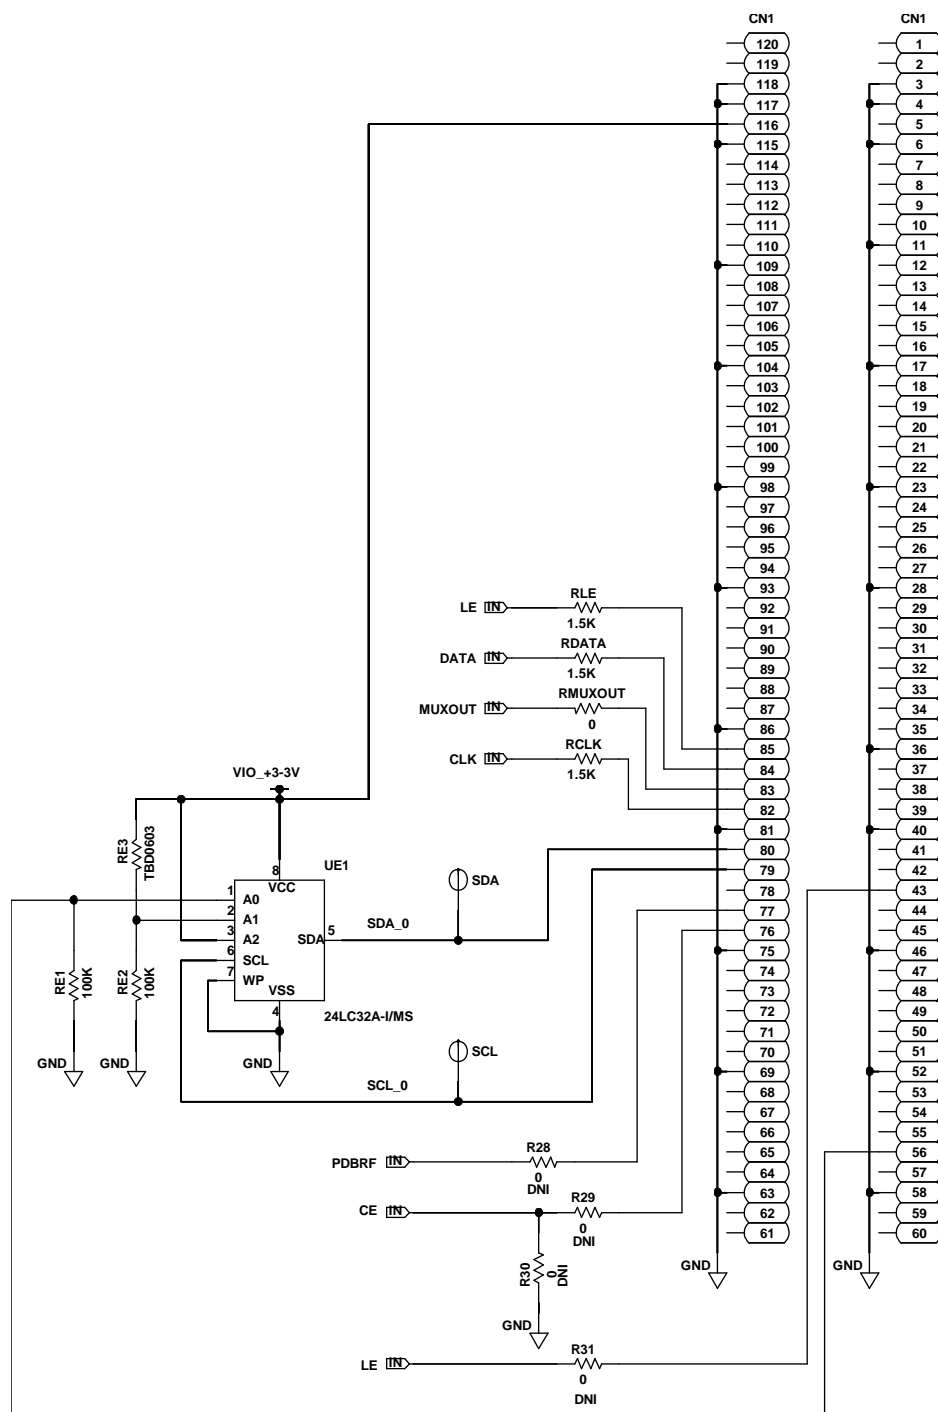 CN1
CN1
120
119
118
117
116
115
114
113
112
111
110
109
108
107
106
105
104
103
102
101
100
99
98
97
96
95
94
93
92
91
90
89
88
87
86
85
84
83
82
81
80
79
78
77
76
75
74
73
72
71
70
69
68
67
66
65
64
63
62
61
GND
1
2
3
4
5
6
7
8
9
10
11
12
13
14
15
16
17
18
19
20
21
22
23
24
25
26
27
28
29
30
31
32
33
34
35
36
37
38
39
40
41
42
43
44
45
46
47
48
49
50
51
52
53
54
55
56
57
58
59
60
GND
LE IN RLE
1.5K
DATA IN RDATA
1.5K
MUXOUT IN RMUXOUT
0
CLK IN RCLK
1.5K
VIO_+3-3V
RE3
TBD0603
UE1
8
VCC
1 A0
2 A1
3 A2
6 SCL
7 WP
SDA 5
VSS
4
24LC32A-I/MS
SDA_0
SDA
SCL
SCL_0
RE1
100K
RE2
100K
GND
GND
GND
PDBRF IN R28
0
DNI
CE IN R29
0
DNI
R30
0
DNI
GND
LE IN R31
0
DNI